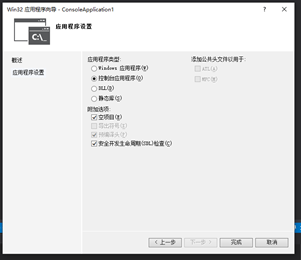 Win32 应用程序向导 - ConsoleApplication1
C:\
应用程序设置
概述
应用程序设置
应用程序类型:
Windows 应用程序(W)
控制台应用程序(O)
DLL(D)
静态库(S)
附加选项:
空项目(E)
导出符号(X)
预编译头(P)
安全开发生命周期(SDL)检查(C)
添加公共头文件以用于:
ATL(A)
MFC(M)
< 上一步
下一步 >
完成
取消